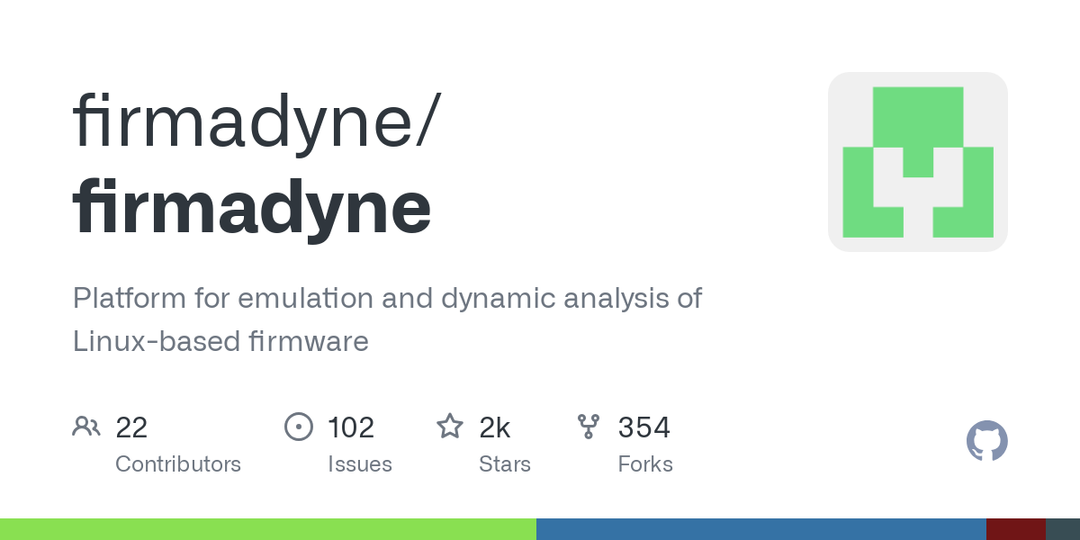 firmadyne/
firmadyne
Platform for emulation and dynamic analysis of
Linux-based firmware
22 102 2k 354
Contributors Issues Stars Forks